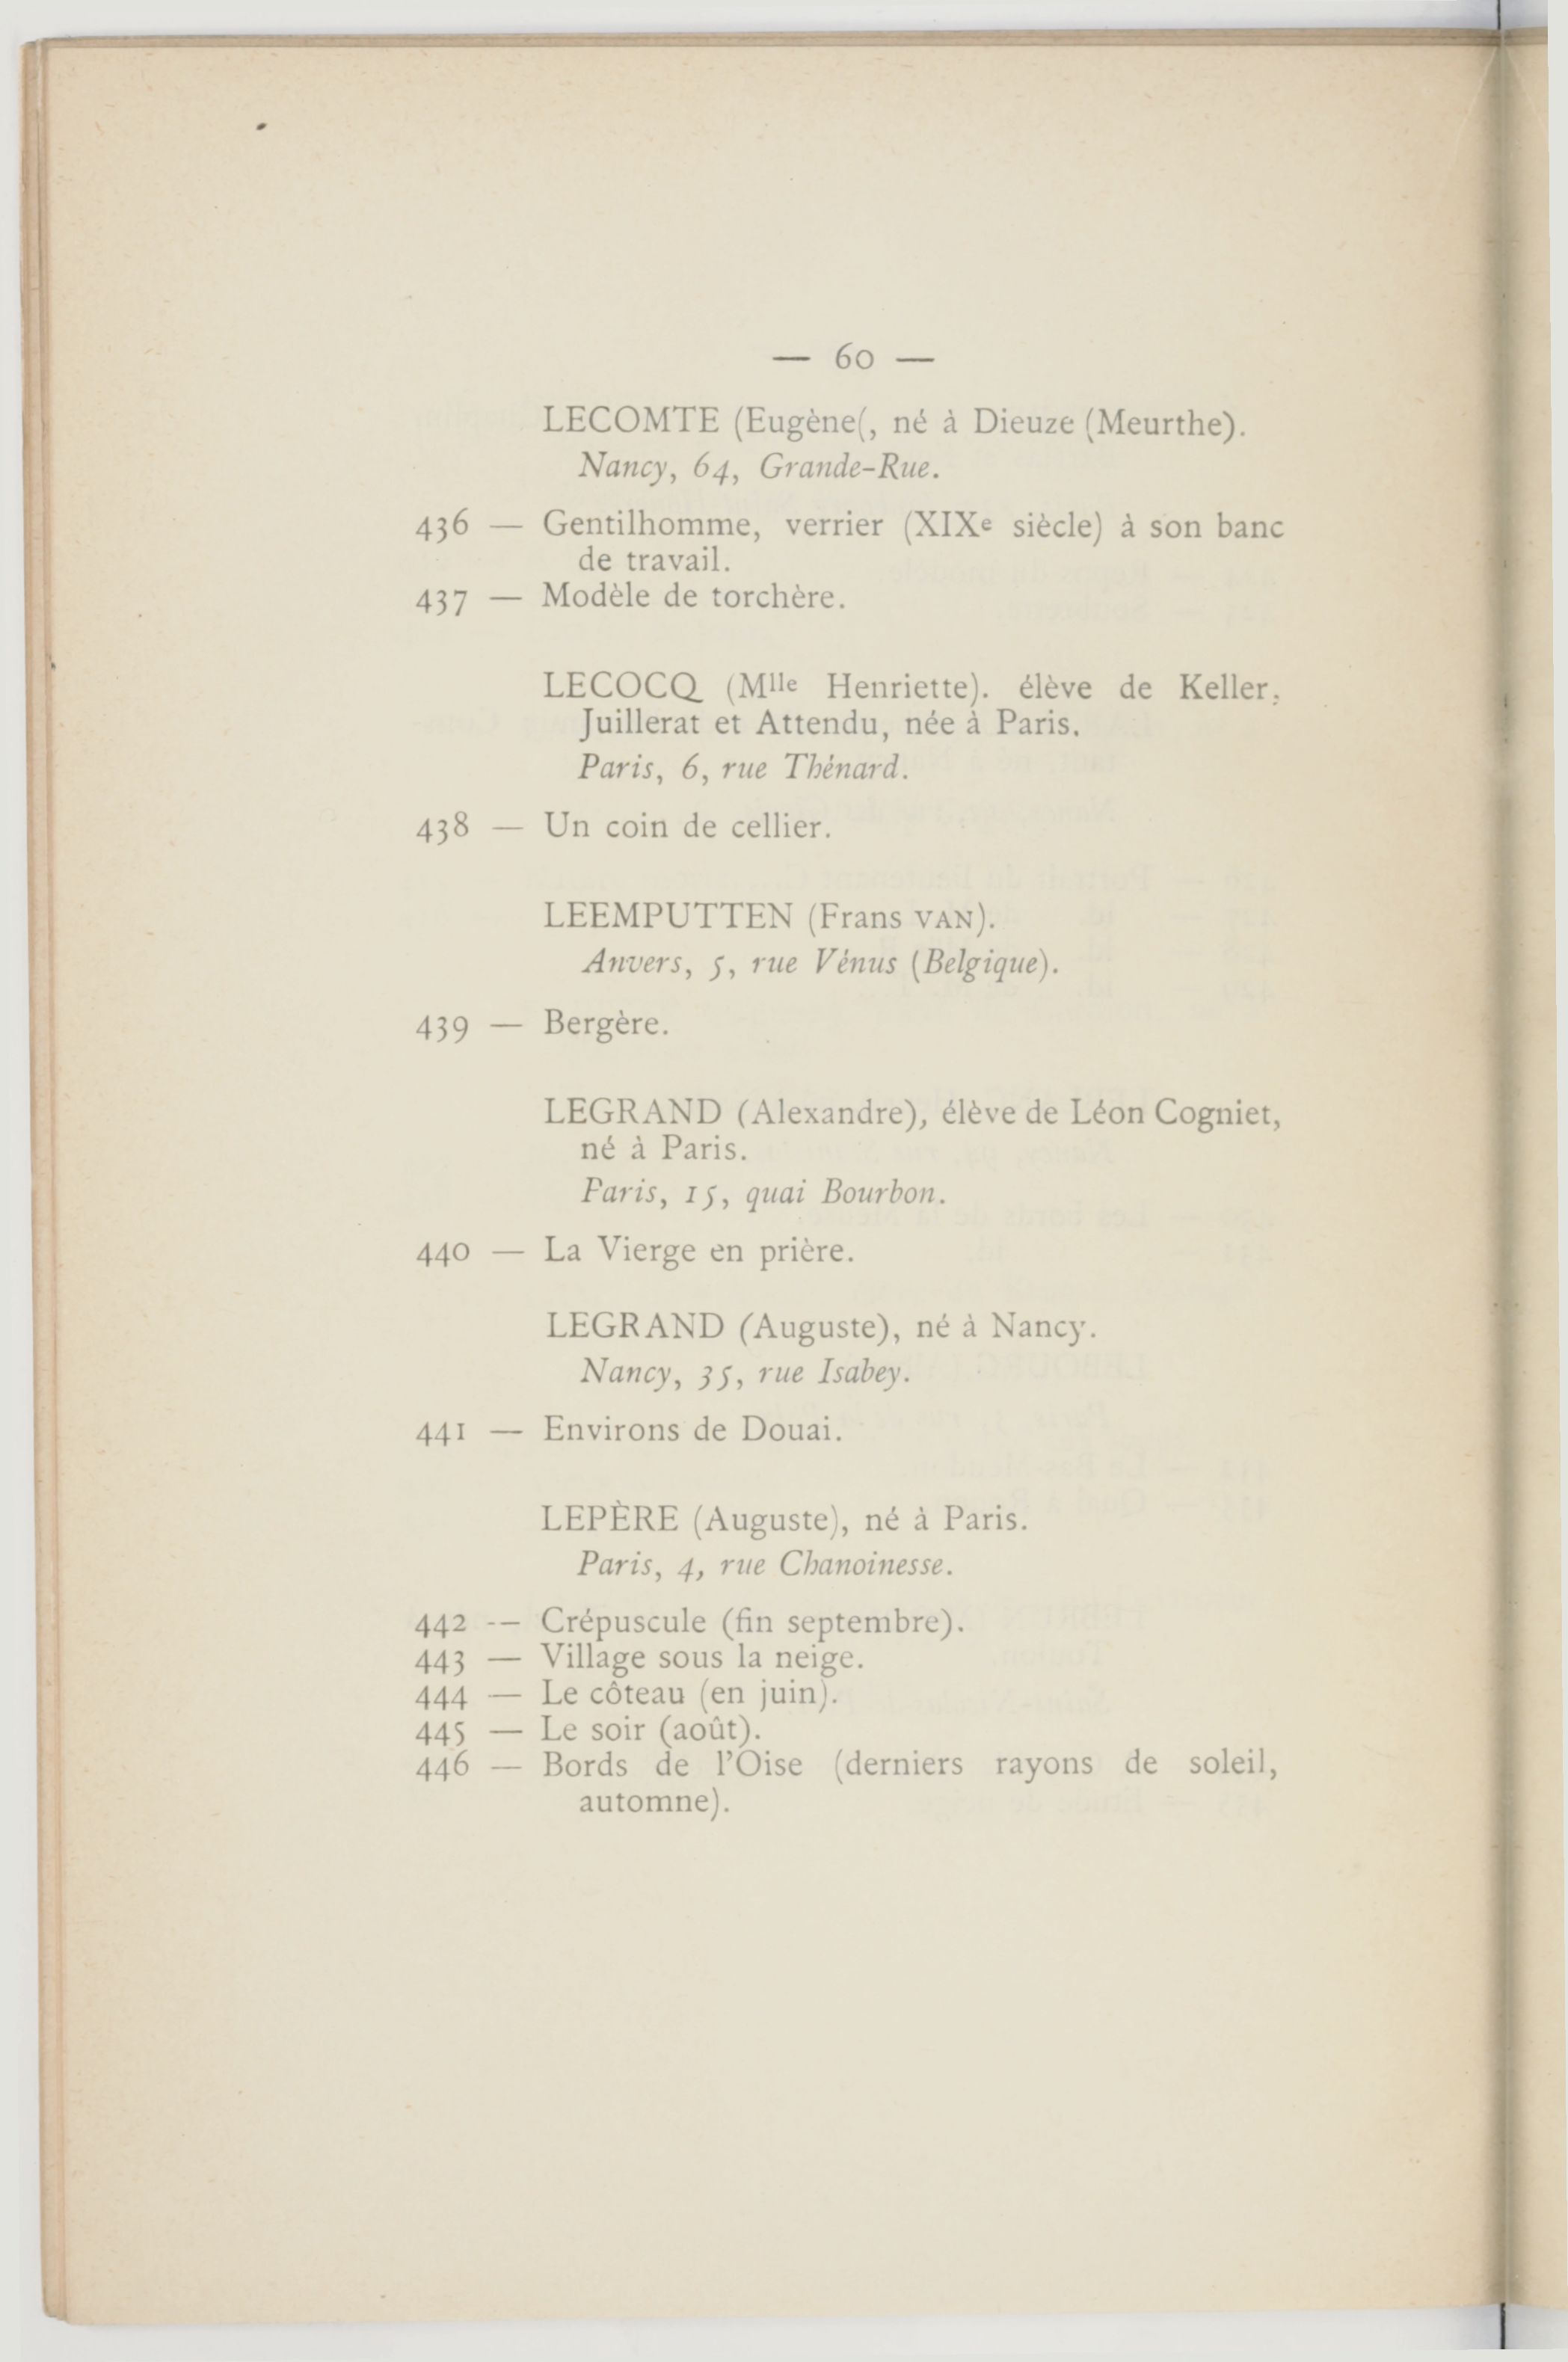 — 60 —
LECOMTE (Eugène(, né à Dieuze (Meurthe).
Nancy, 64, Grande-Rue.
436 — Gentilhomme, verrier (XIXe siècle) à son banc
de travail.
437 — Modèle de torchère.
LECOCQ (Mlle Henriette). élève de Keller,
Juillerat et Attendu, née à Paris.
Paris, 6, rue Thénard.
438 — Un coin de cellier.
LEEMPUTTEN (Frans VAN).
Anvers, 5, rue Vénus (Belgique).
439 — Bergère.
LEGRAND (Alexandre), élève de Léon Cogniet,
né à Paris.
Paris, 15, quai Bourbon.
440 — La Vierge en prière.
LEGRAND (Auguste), né à Nancy.
Nancy, 35, rue Isabey.
441 — Environs de Douai.
LEPÈRE (Auguste), né à Paris.
Paris, 4, rue Chanoinesse.
442 -— Crépuscule (fin septembre).
443 — Village sous la neige.
444 — Le côteau (en juin).
445 — Le soir (août).
446 — Bords de l'Oise (derniers rayons de soleil,
automne).